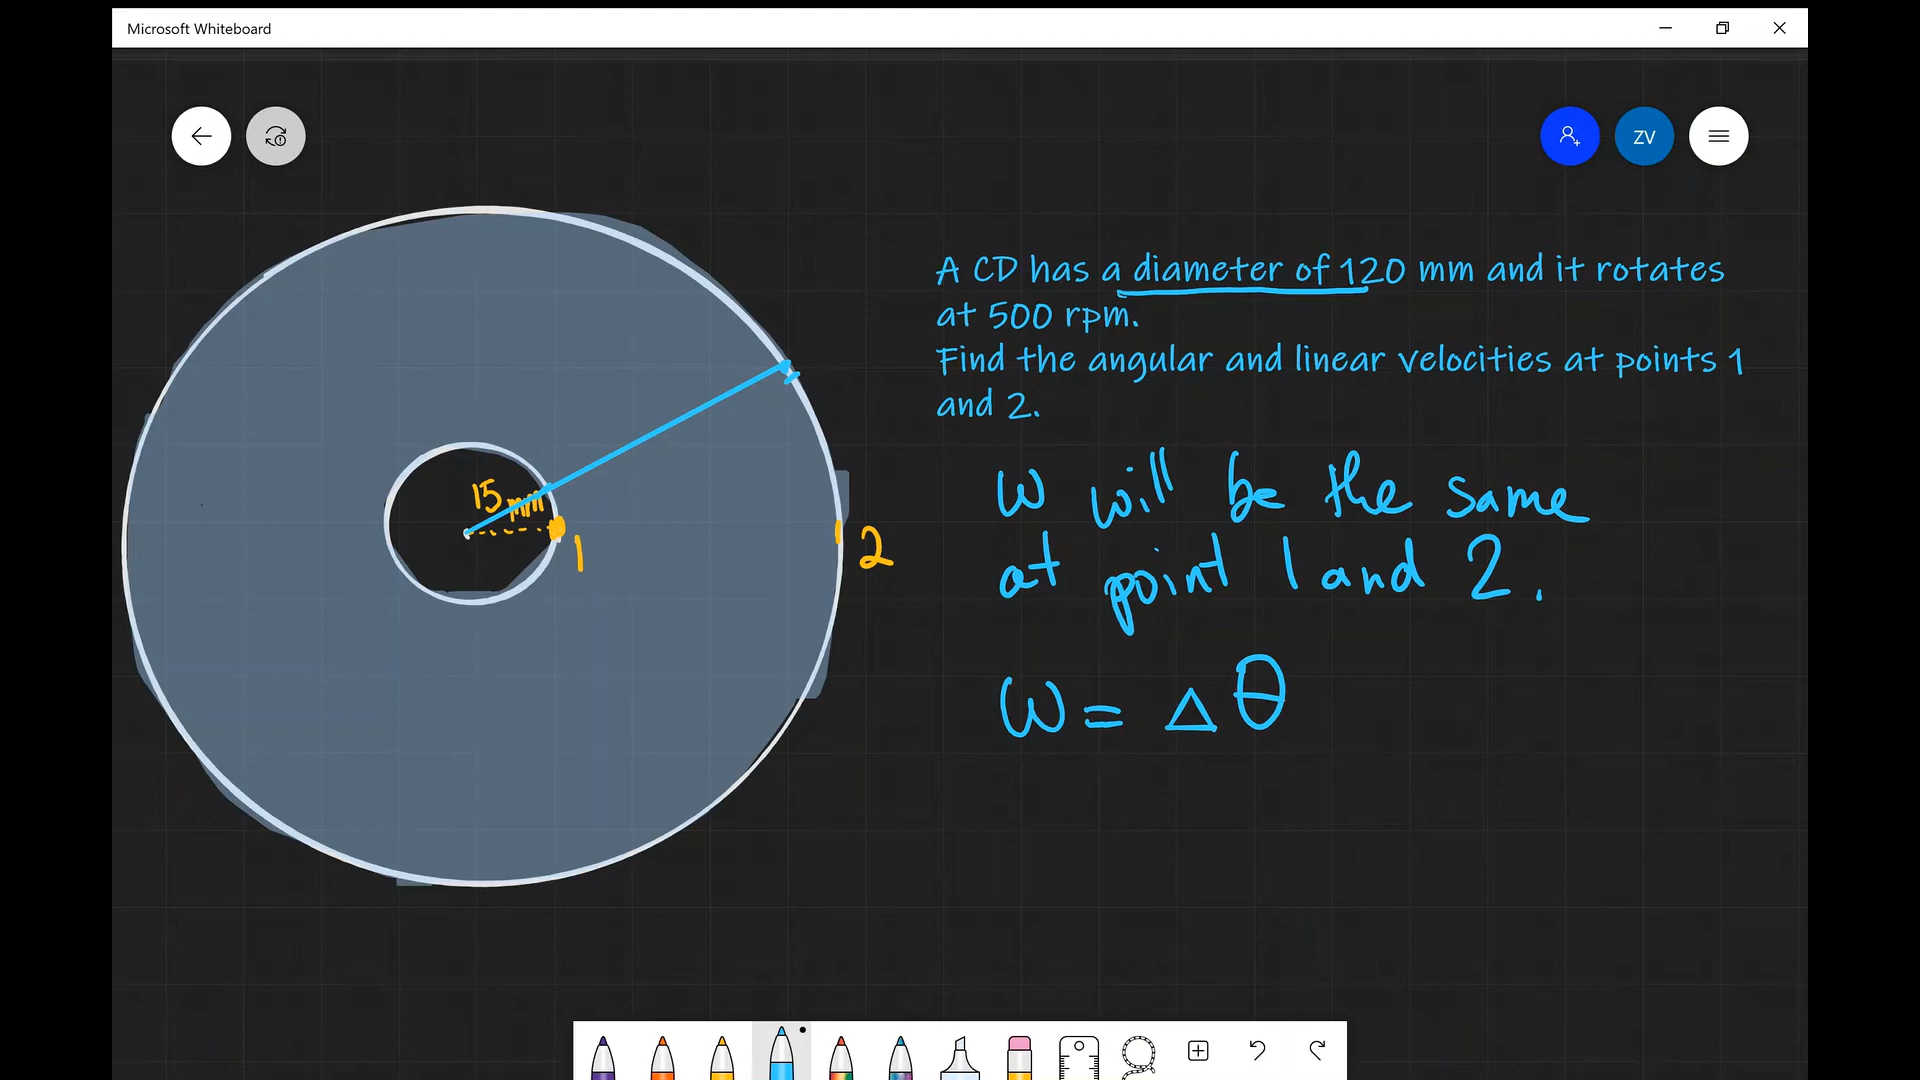 Microsoft Whiteboard
ZV
A CD has a diameter of 120 mm and it rotates
at 500 rpm.
Find the angular and linear velocities at points 1
and 2.
15 mm
1
2
ω will be the same
at point 1 and 2.
ω = Δθ